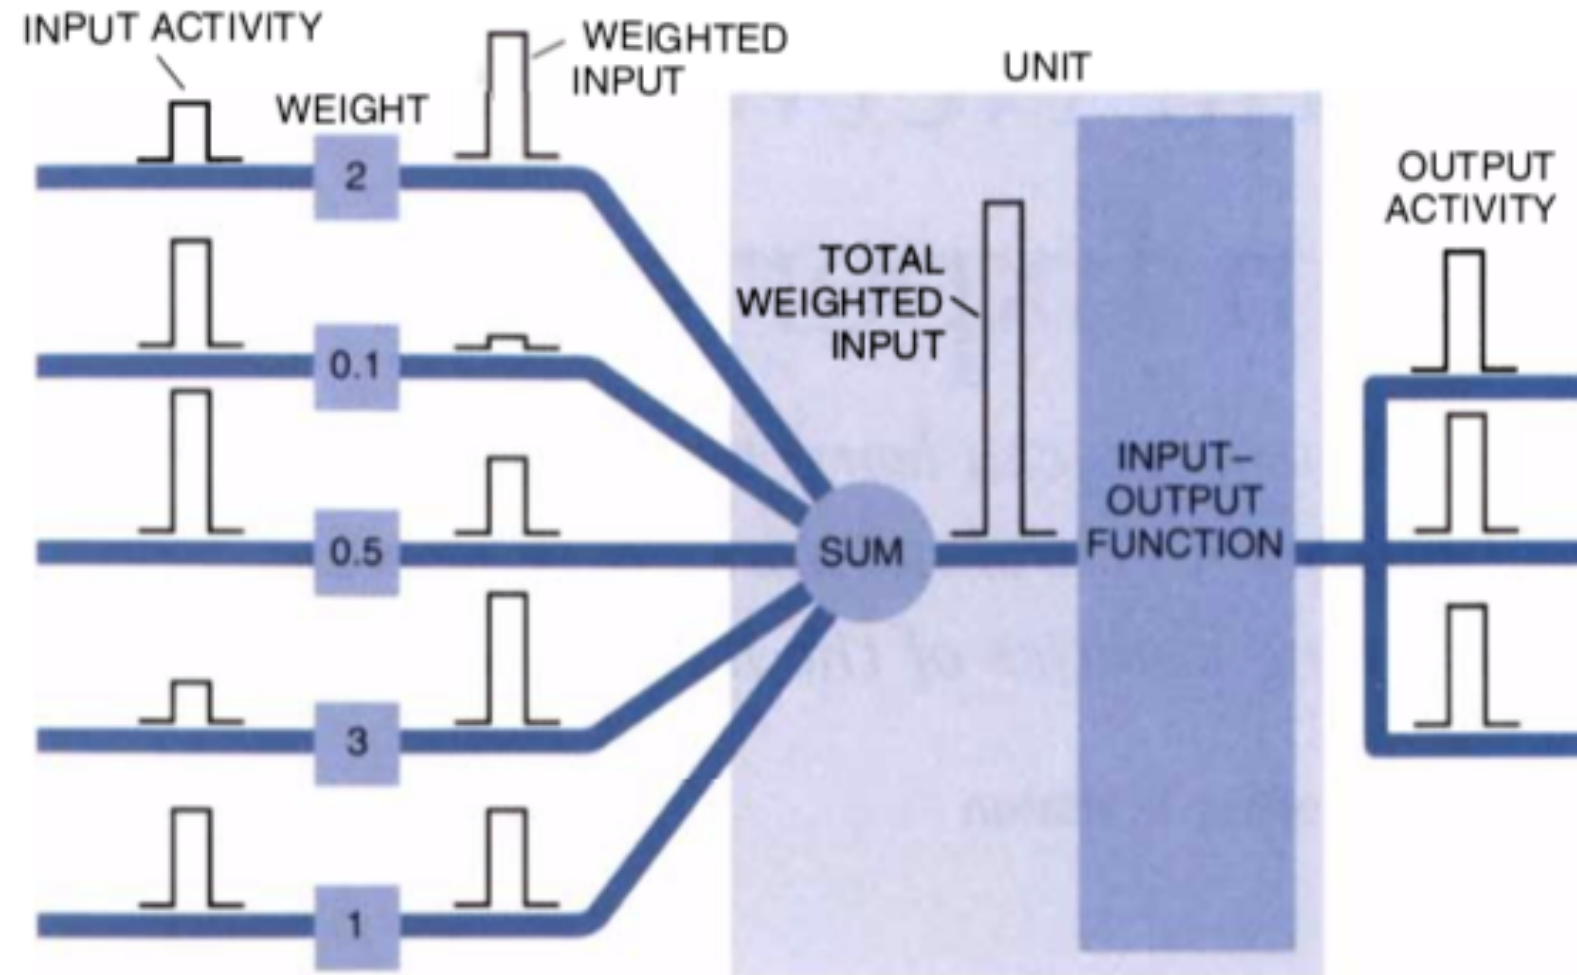 INPUT ACTIVITY
WEIGHTED
INPUT
WEIGHT
UNIT
2
OUTPUT
ACTIVITY
TOTAL
WEIGHTED
INPUT
0.1
INPUT–
OUTPUT
FUNCTION
0.5
SUM
3
1